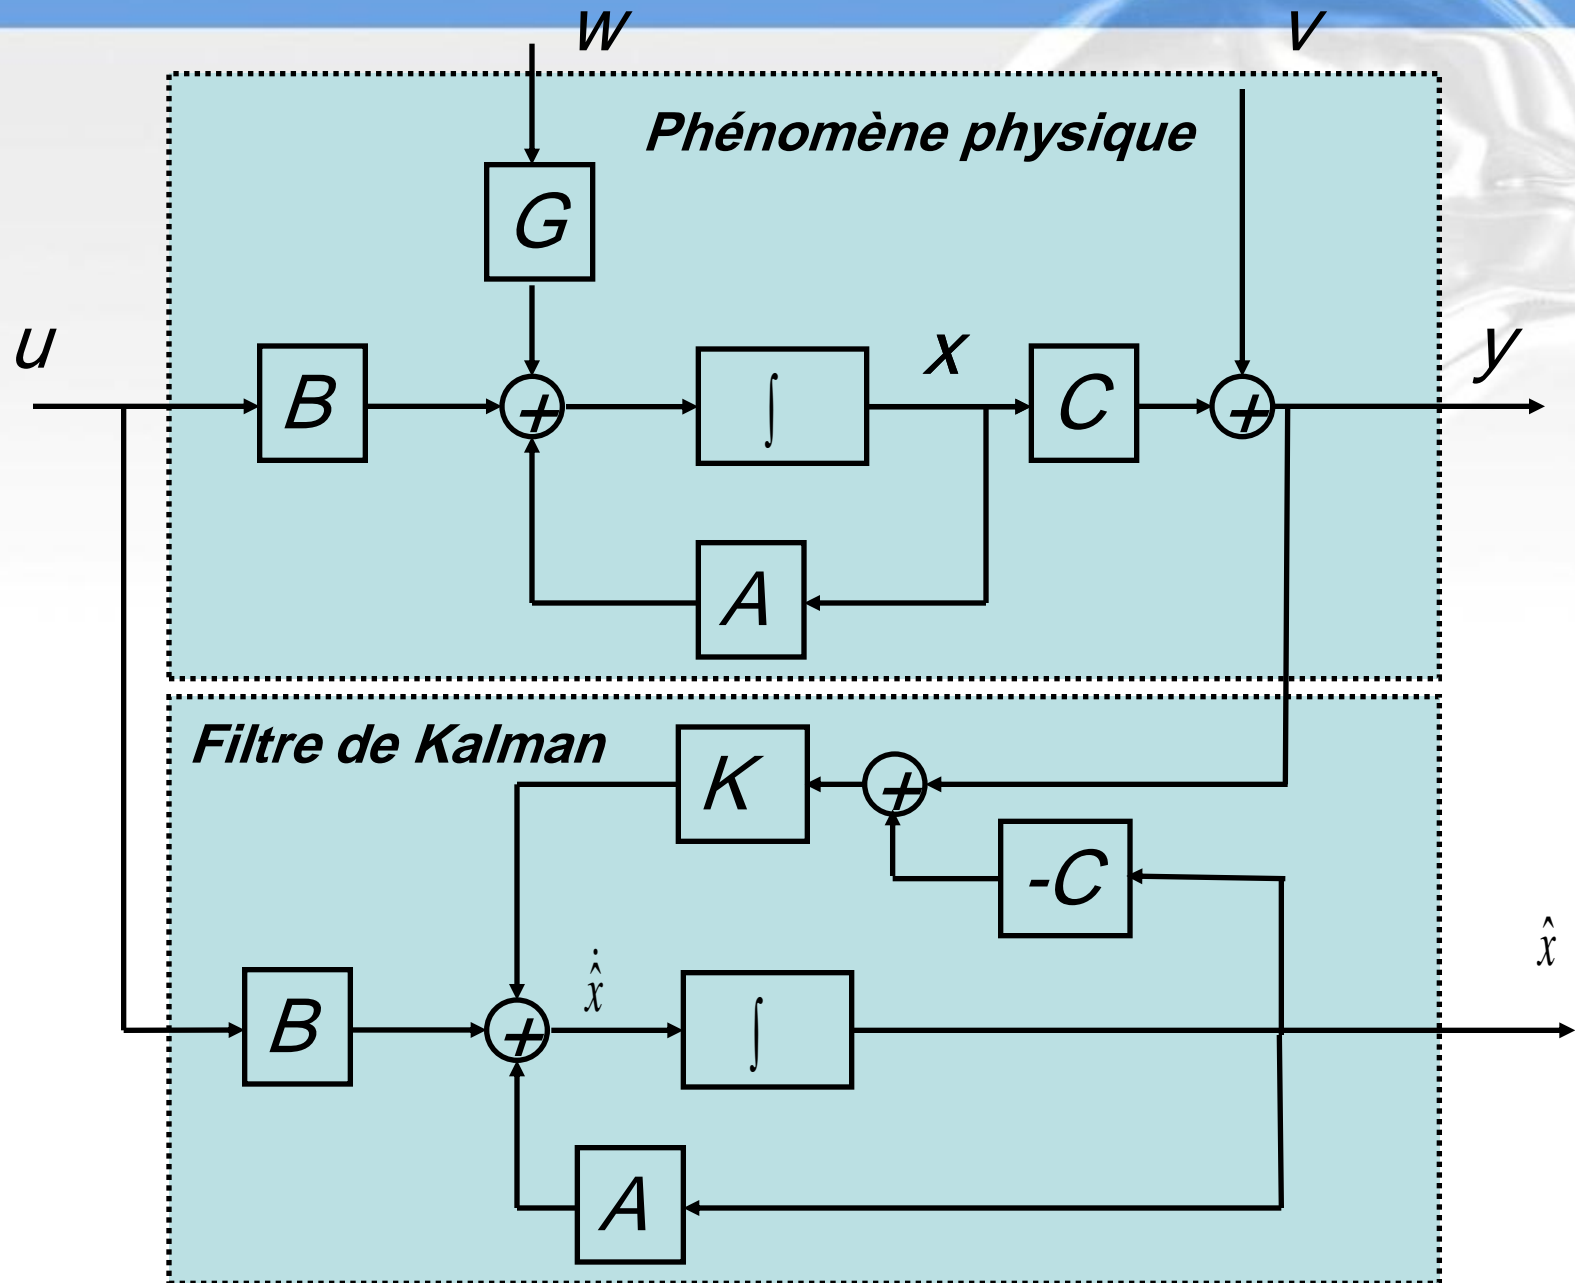 w
v
Phénomène physique
G
u
B
+
∫
x
C
+
y
A
Filtre de Kalman
K
+
-C
x̂
B
+
x̂̇
∫
A